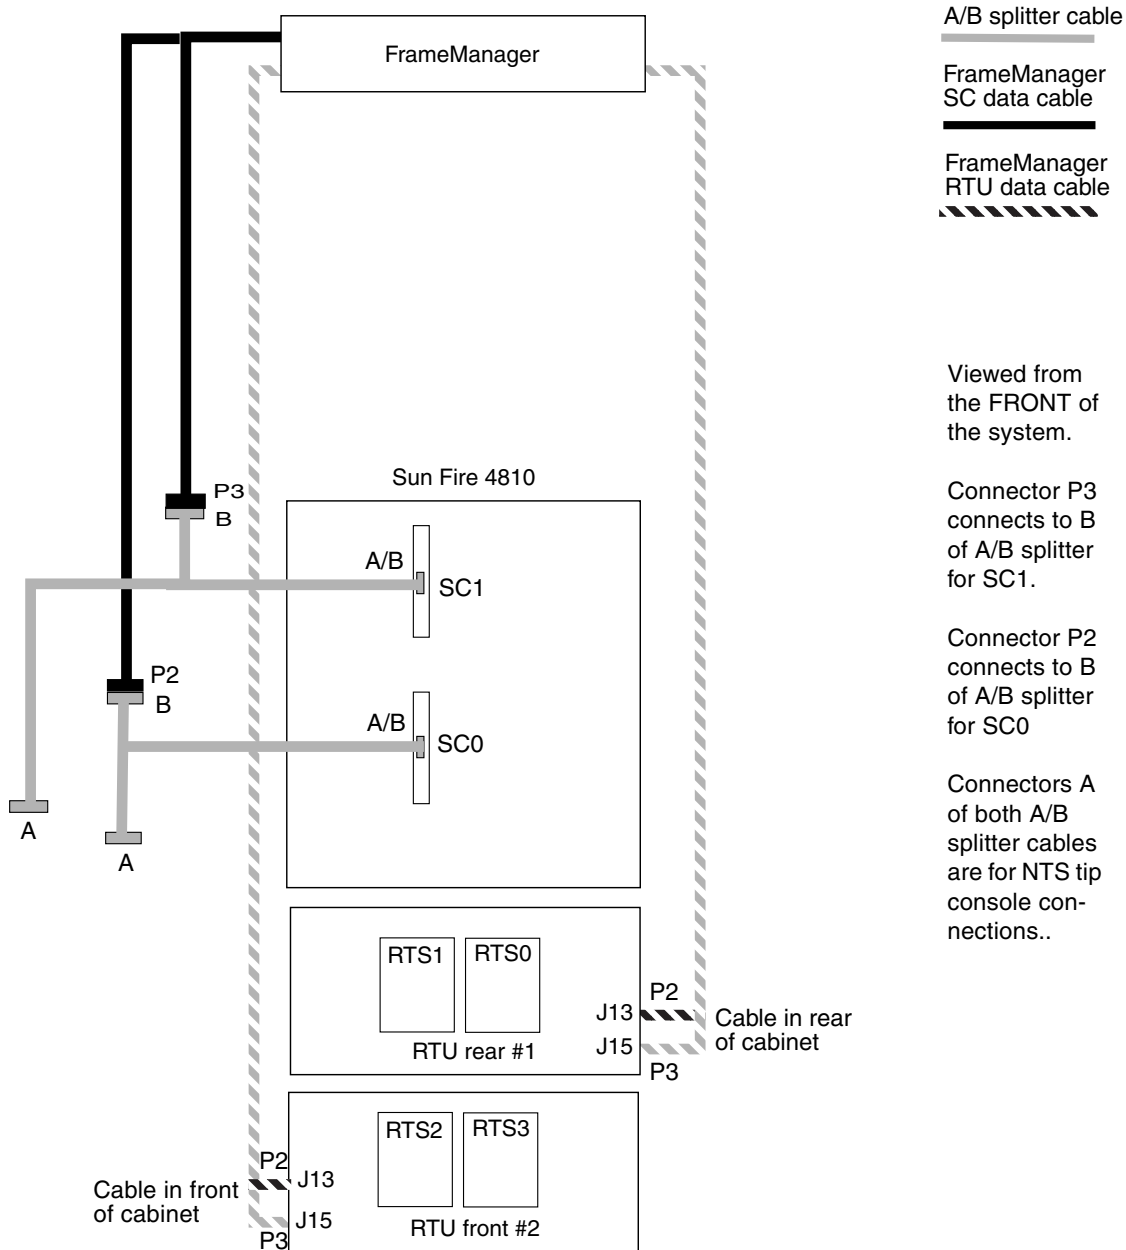 A/B splitter cable
FrameManager
FrameManager
SC data cable
FrameManager
RTU data cable
Viewed from
the FRONT of
the system.
Sun Fire 4810
P3
B
Connector P3
connects to B
of A/B splitter
for SC1.
A/B
SC1
P2
B
Connector P2
connects to B
of A/B splitter
for SC0
A/B
SC0
A
A
Connectors A
of both A/B
splitter cables
are for NTS tip
console con-
nections..
RTS1
RTS0
P2
J13
J15
P3
RTU rear #1
Cable in rear
of cabinet
RTS2
RTS3
P2
J13
J15
P3
Cable in front
of cabinet
RTU front #2